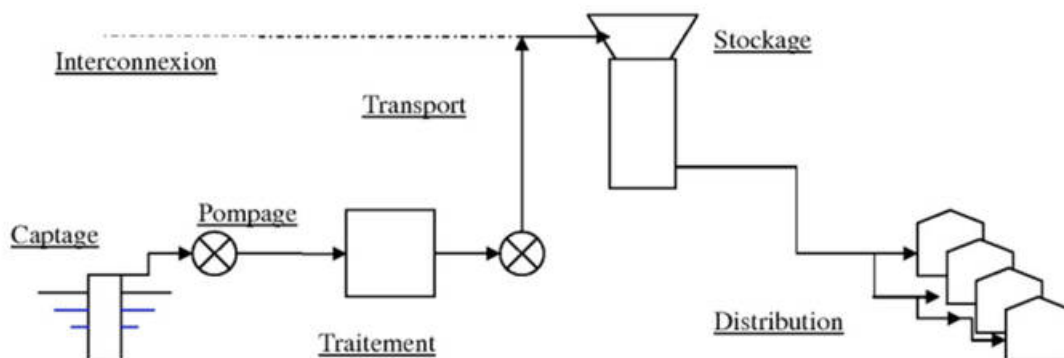 Stockage
Interconnexion
Transport
Pompage
Captage
Distribution
Traitement